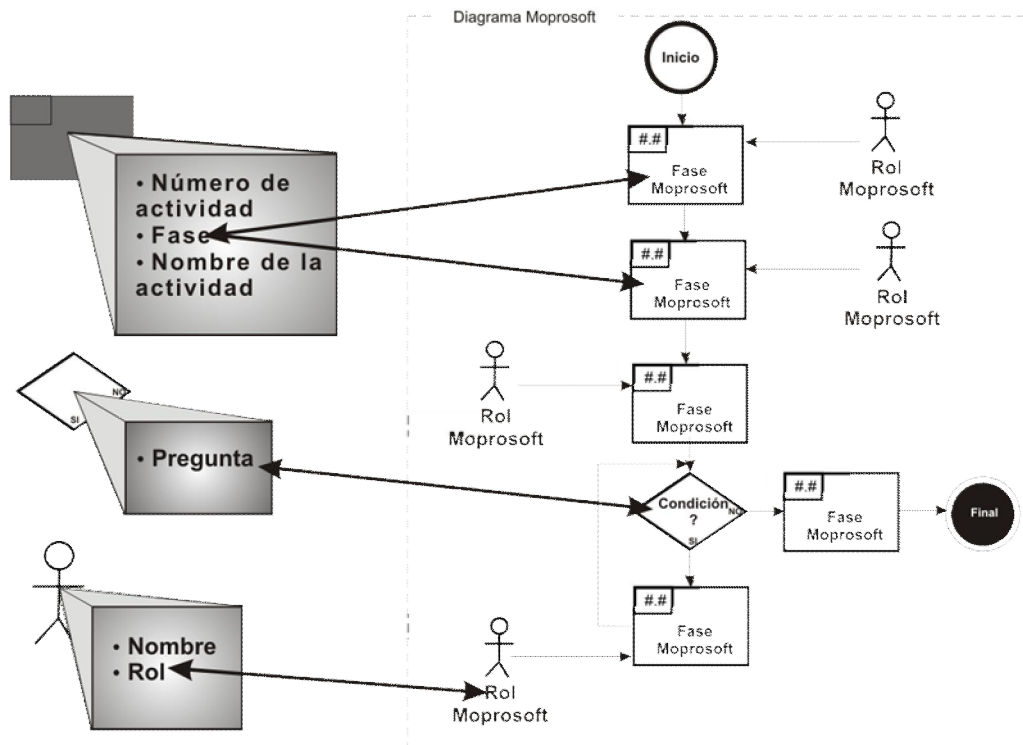 Diagrama Moprosoft
Inicio
#.#
Fase
Moprosoft
Rol
Moprosoft
• Número de
actividad
• Fase
• Nombre de la
actividad
#.#
Fase
Moprosoft
Rol
Moprosoft
#.#
Fase
Moprosoft
Rol
Moprosoft
NO
SI
• Pregunta
Condición
?
NO
SI
#.#
Fase
Moprosoft
Final
#.#
Fase
Moprosoft
• Nombre
• Rol
Rol
Moprosoft